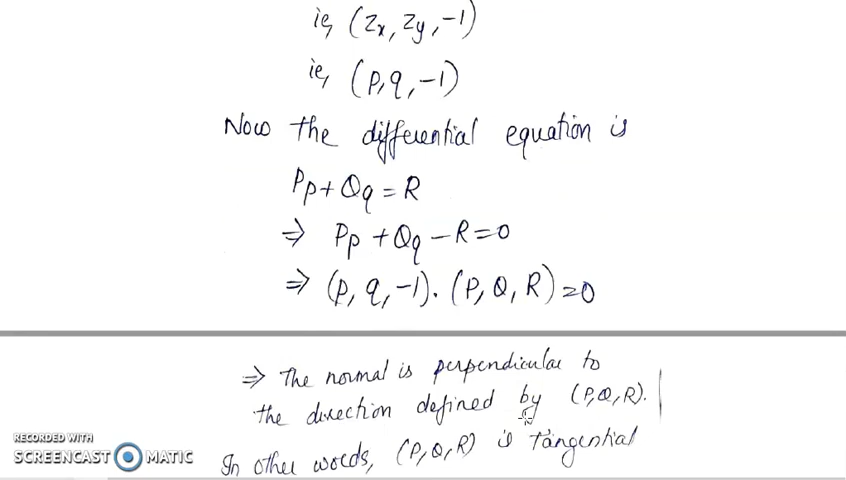 ie, (Zx, Zy, -1)
ie, (p, q, -1)
Now the differential equation is
Pp + Qq = R
⇒ Pp + Qq - R = 0
⇒ (p, q, -1). (P, Q, R) = 0
⇒ The normal is perpendicular to
the direction defined by (P, Q, R).
In other words, (P, Q, R) is tangential
RECORDED WITH
SCREENCAST MATIC